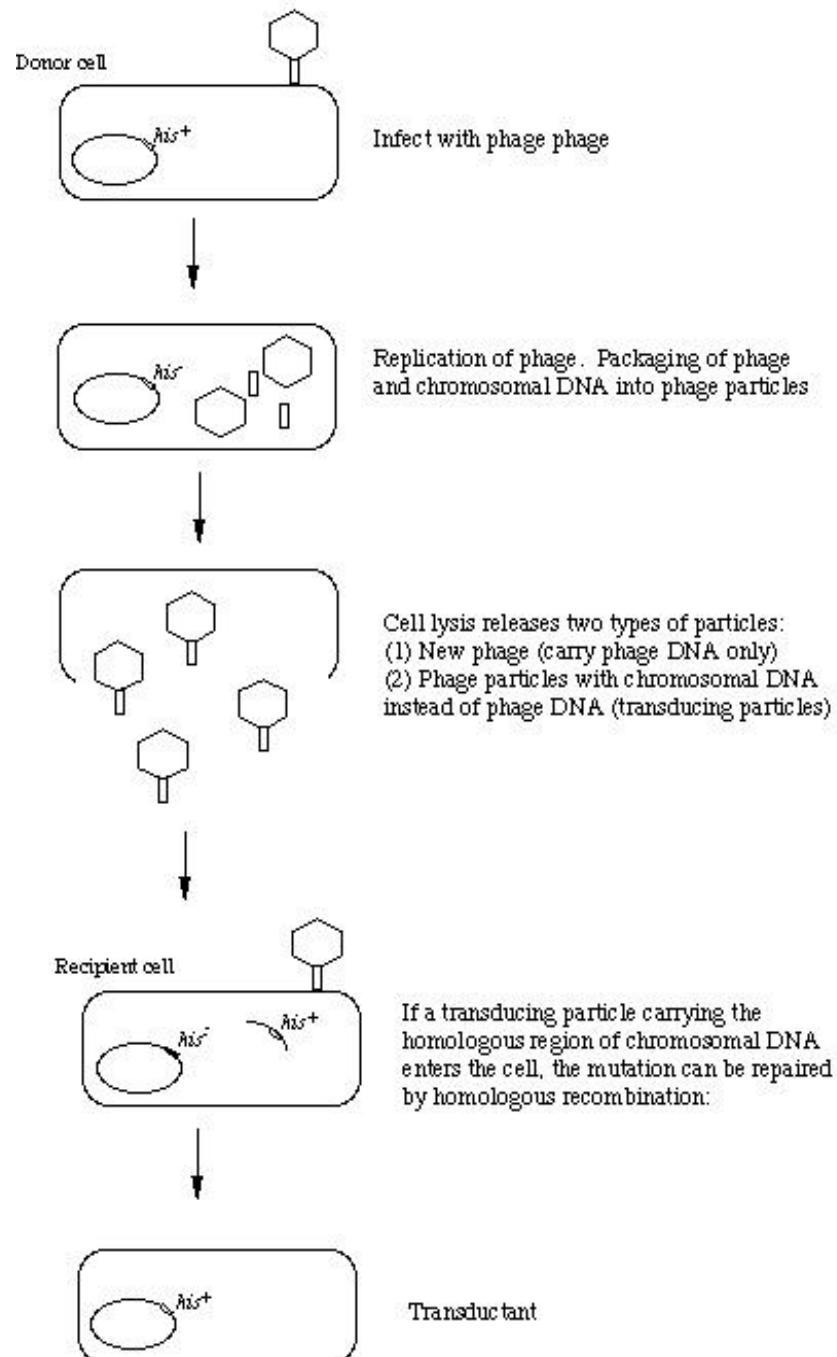 Donor cell
his+
Infect with phage phage
his-
Replication of phage. Packaging of phage
and chromosomal DNA into phage particles
Cell lysis releases two types of particles:
(1) New phage (carry phage DNA only)
(2) Phage particles with chromosomal DNA
instead of phage DNA (transducing particles)
Recipient cell
his-
his+
If a transducing particle carrying the
homologous region of chromosomal DNA
enters the cell, the mutation can be repaired
by homologous recombination:
his+
Transductant